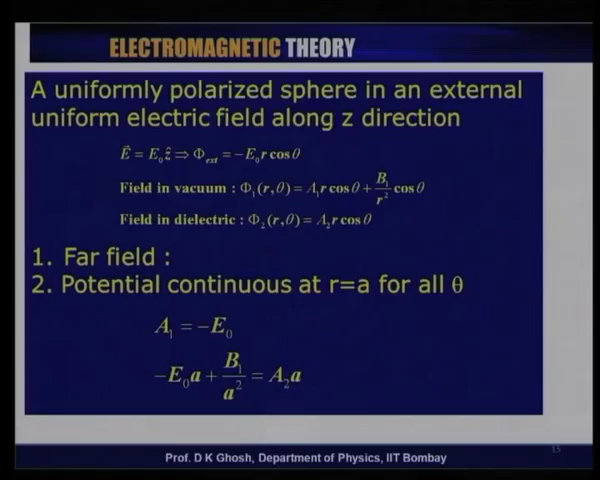 ELECTROMAGNETIC THEORY
A uniformly polarized sphere in an external
uniform electric field along z direction
E⃗ = E₀ẑ ⇒ Φ_ext = −E₀r cos θ
Field in vacuum : Φ₁(r,θ) = A₁r cos θ + B₁/r² cos θ
Field in dielectric : Φ₂(r,θ) = A₂r cos θ
1. Far field :
2. Potential continuous at r=a for all θ
A₁ = −E₀
−E₀a + B₁/a² = A₂a
15
Prof. D K Ghosh, Department of Physics, IIT Bombay